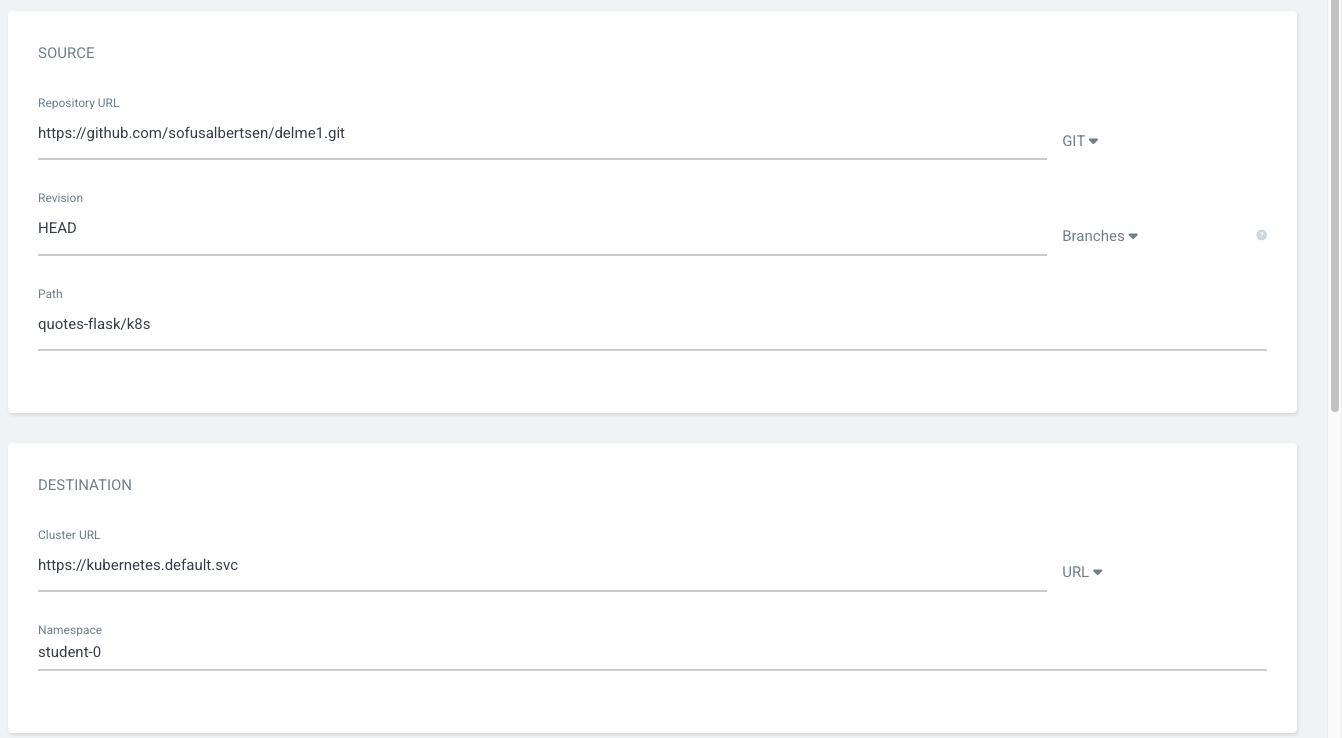 SOURCE
Repository URL
https://github.com/sofusalbertsen/delme1.git
GIT
Revision
HEAD
Branches
?
Path
quotes-flask/k8s
DESTINATION
Cluster URL
https://kubernetes.default.svc
URL
Namespace
student-0